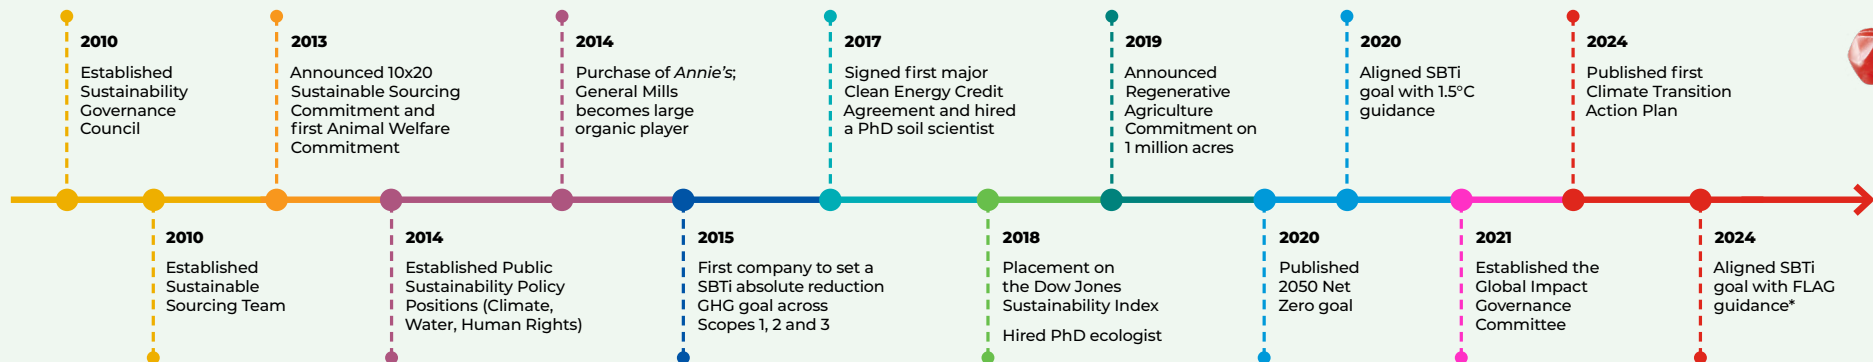 2010
Established
Sustainability
Governance
Council
2013
Announced 10x20
Sustainable Sourcing
Commitment and
first Animal Welfare
Commitment
2014
Purchase of Annie's;
General Mills
becomes large
organic player
2017
Signed first major
Clean Energy Credit
Agreement and hired
a PhD soil scientist
2019
Announced
Regenerative
Agriculture
Commitment on
1 million acres
2020
Aligned SBTi
goal with 1.5°C
guidance
2024
Published first
Climate Transition
Action Plan
2010
Established
Sustainable
Sourcing Team
2014
Established Public
Sustainability Policy
Positions (Climate,
Water, Human Rights)
2015
First company to set a
SBTi absolute reduction
GHG goal across
Scopes 1, 2 and 3
2018
Placement on
the Dow Jones
Sustainability Index
Hired PhD ecologist
2020
Published
2050 Net
Zero goal
2021
Established the
Global Impact
Governance
Committee
2024
Aligned SBTi
goal with FLAG
guidance*